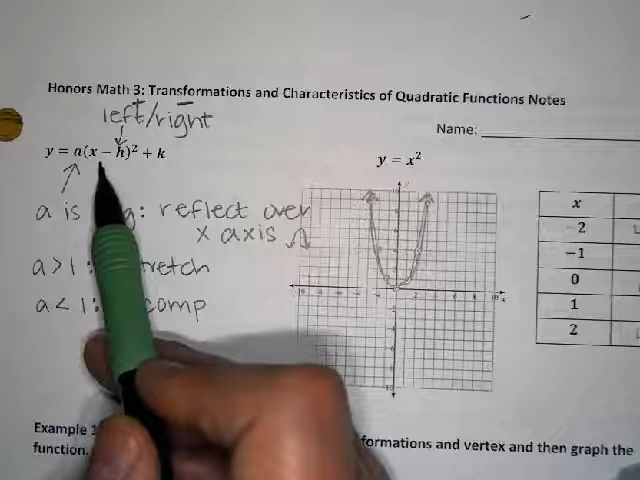 Honors Math 3: Transformations and Characteristics of Quadratic Functions Notes
left/right
Name:
y = a(x − h)² + k
y = x²
a is : reflect over
x axis
a > 1 :
a < 1 : comp
x
−2
−1
0
1
2
Example
formations and vertex and then graph the
function.